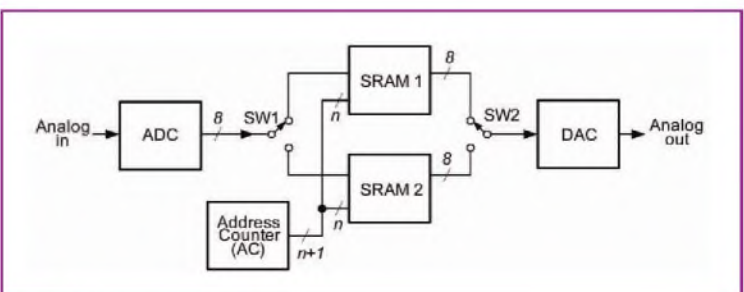 Analog
in
ADC
8
SW1
SRAM 1
n
8
SRAM 2
n
8
SW2
DAC
Analog
out
Address
Counter
(AC)
n+1